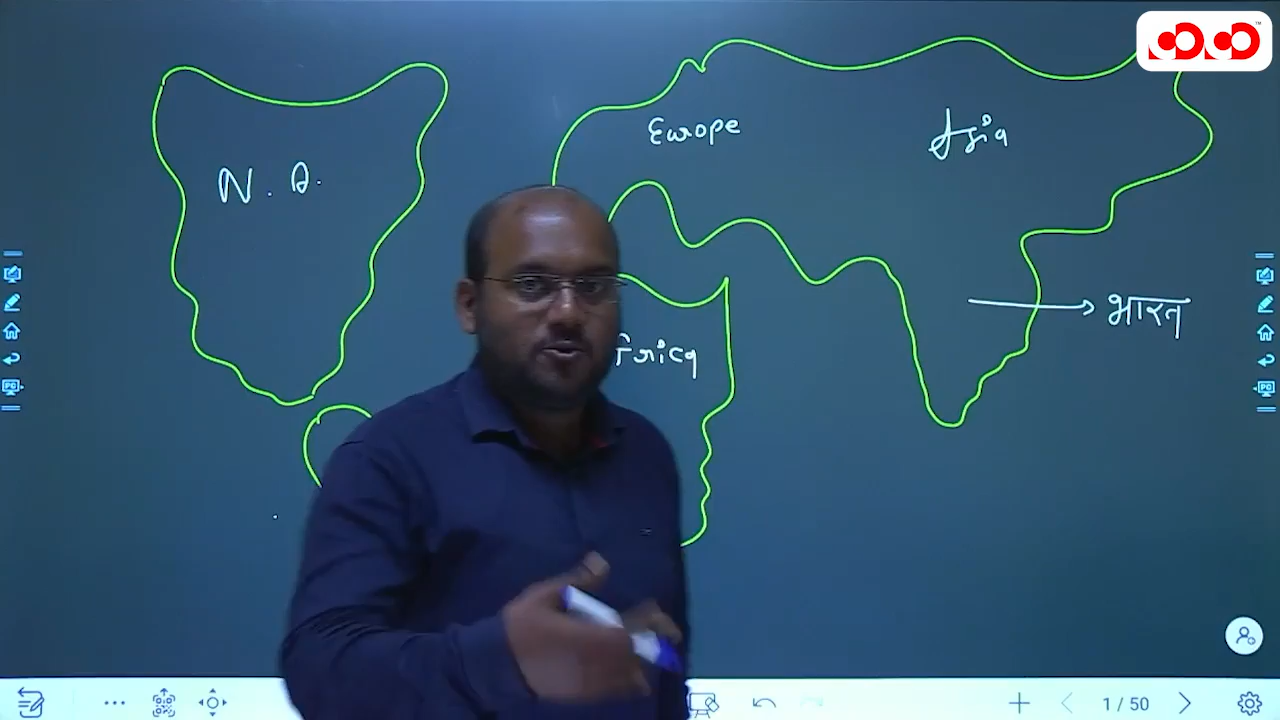 Europe
Asia
N. A.
भारत
frica
1 / 50